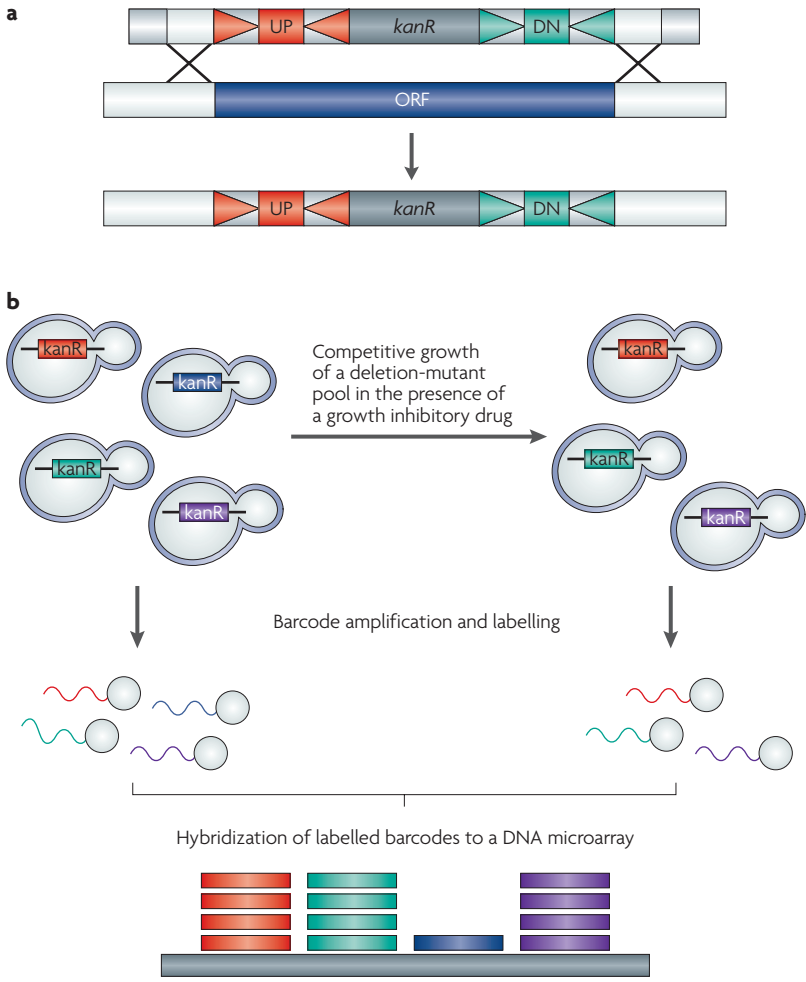 a
UP kanR DN
ORF
UP kanR DN
b
kanR
kanR
kanR
kanR
Competitive growth
of a deletion-mutant
pool in the presence of
a growth inhibitory drug
kanR
kanR
kanR
Barcode amplification and labelling
Hybridization of labelled barcodes to a DNA microarray